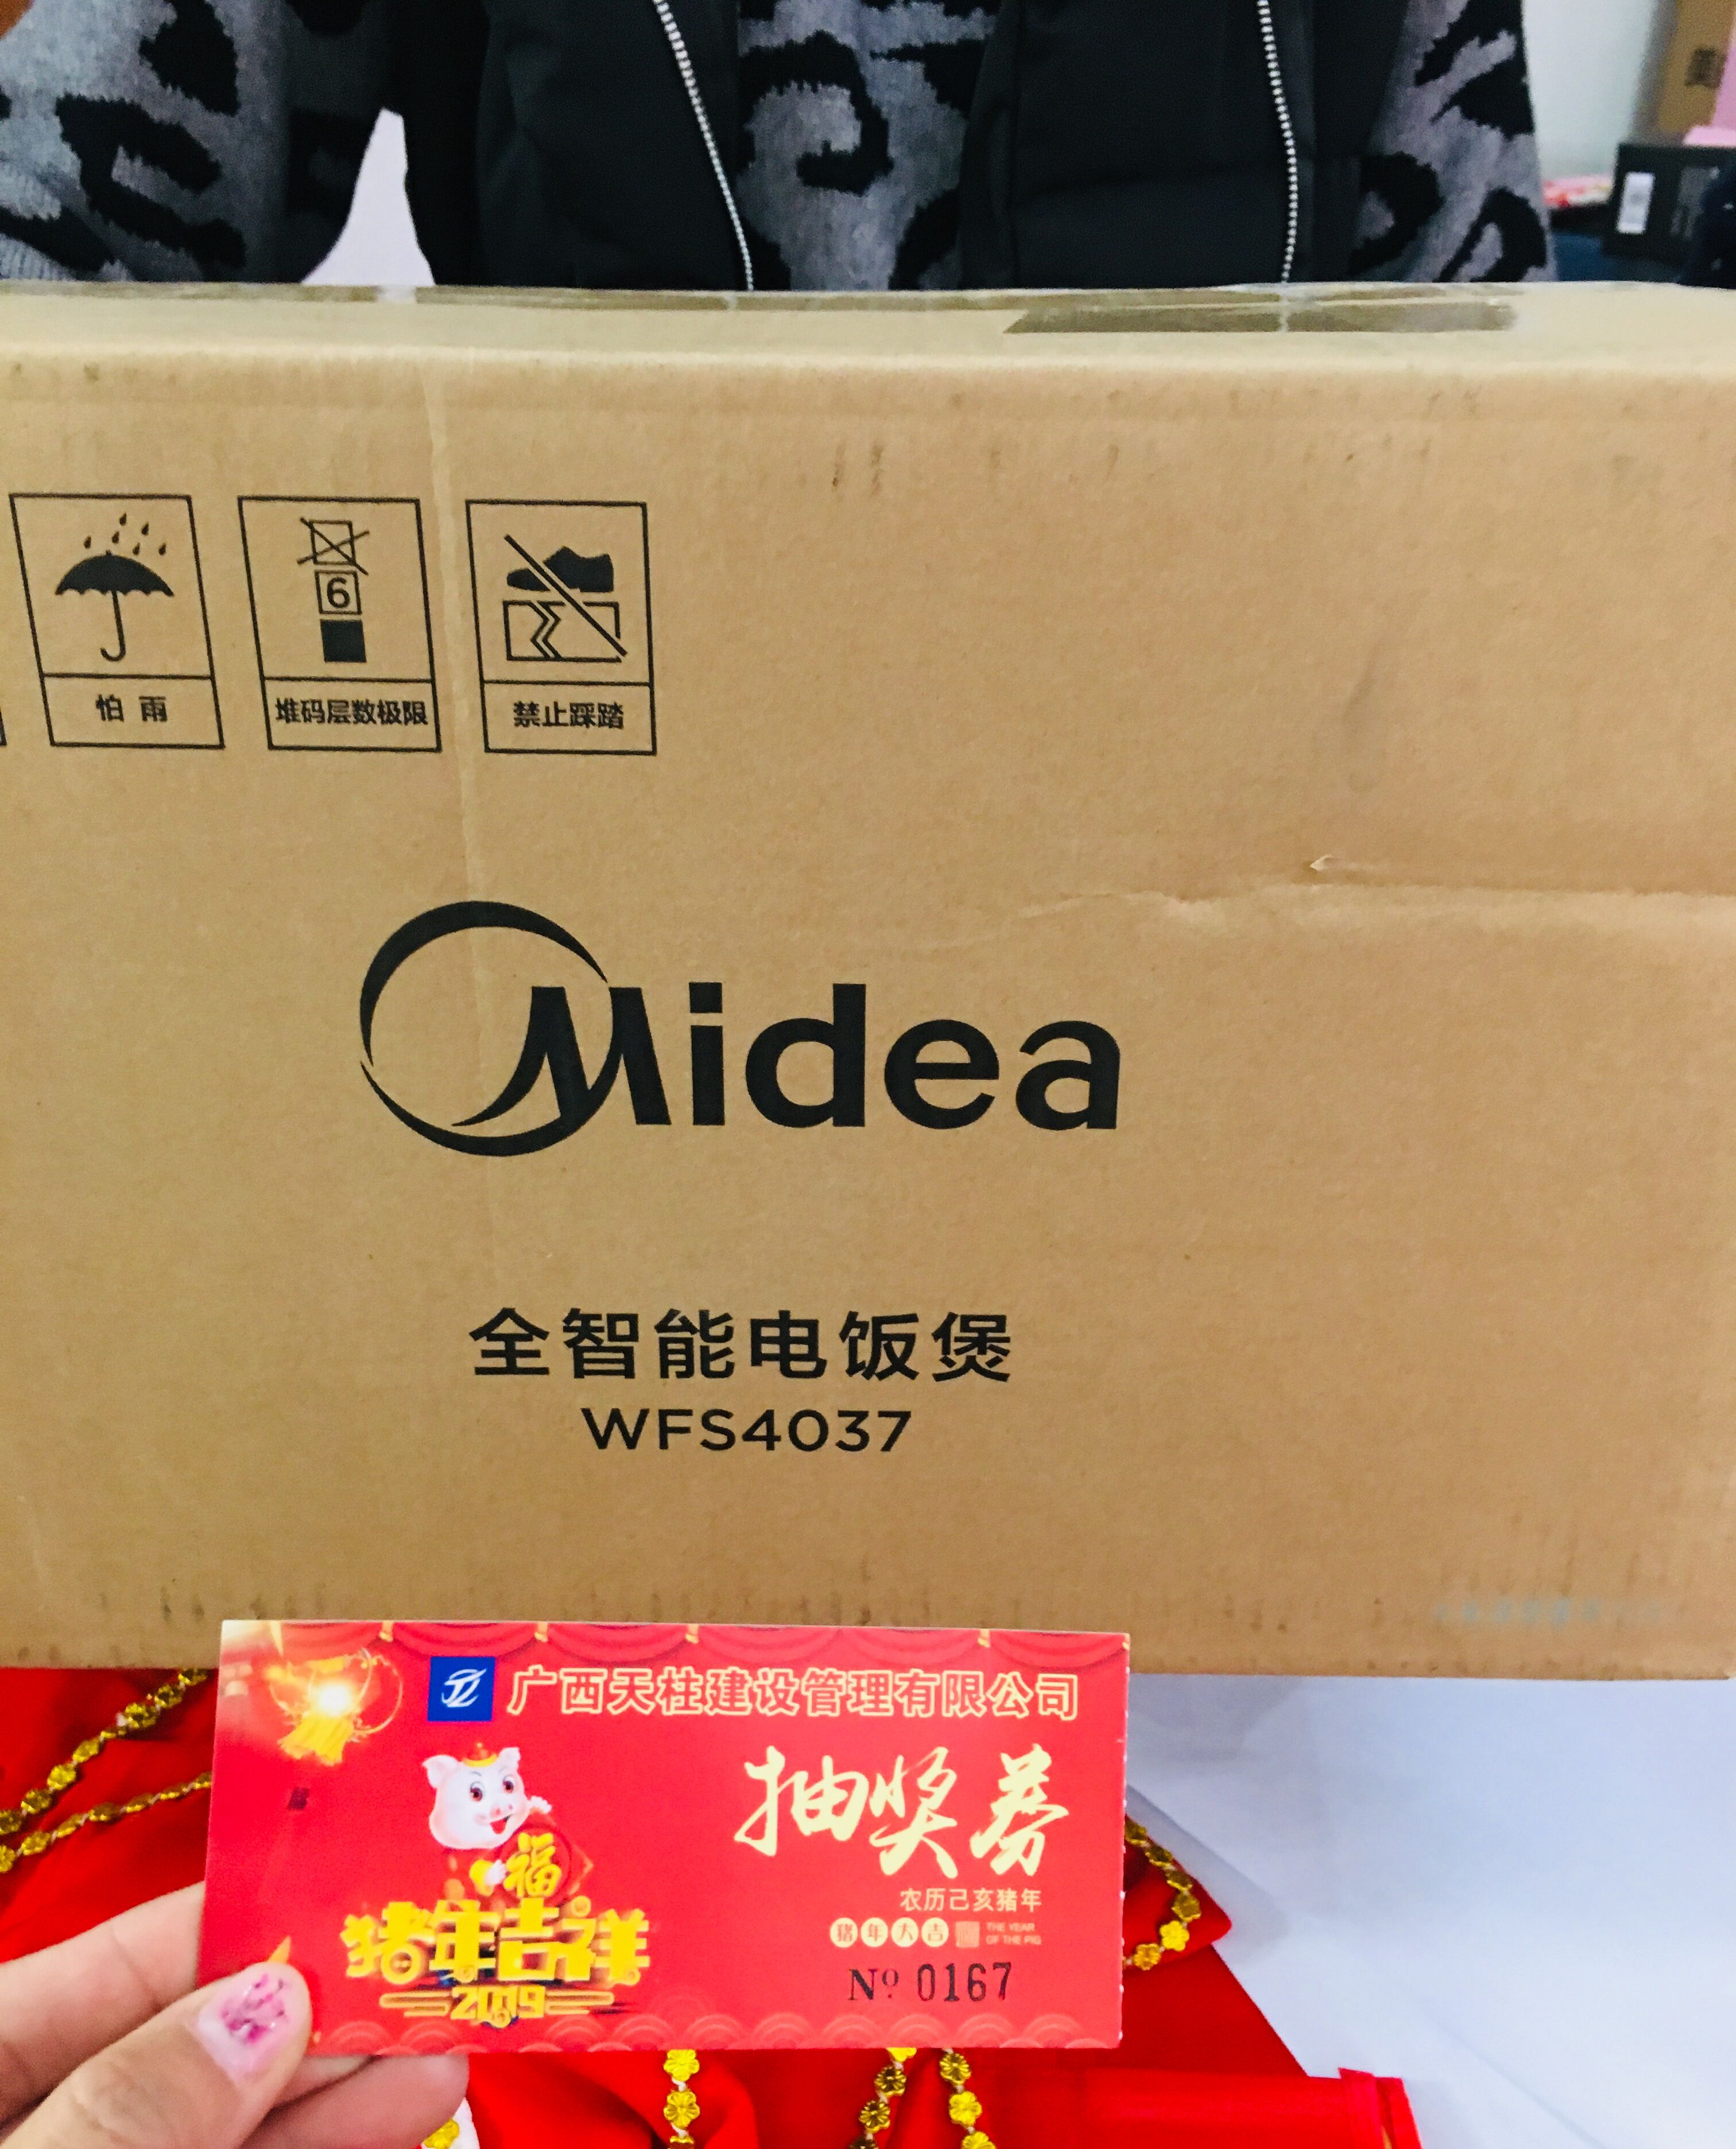 美
6
怕雨
堆码层数极限
禁止踩踏
Midea
全智能电饭煲
WFS4037
广西天柱建设管理有限公司
抽奖券
福
农历己亥猪年
猪年大吉
THE YEAR
OF THE PIG
猪年吉祥
2019
Nº 0167